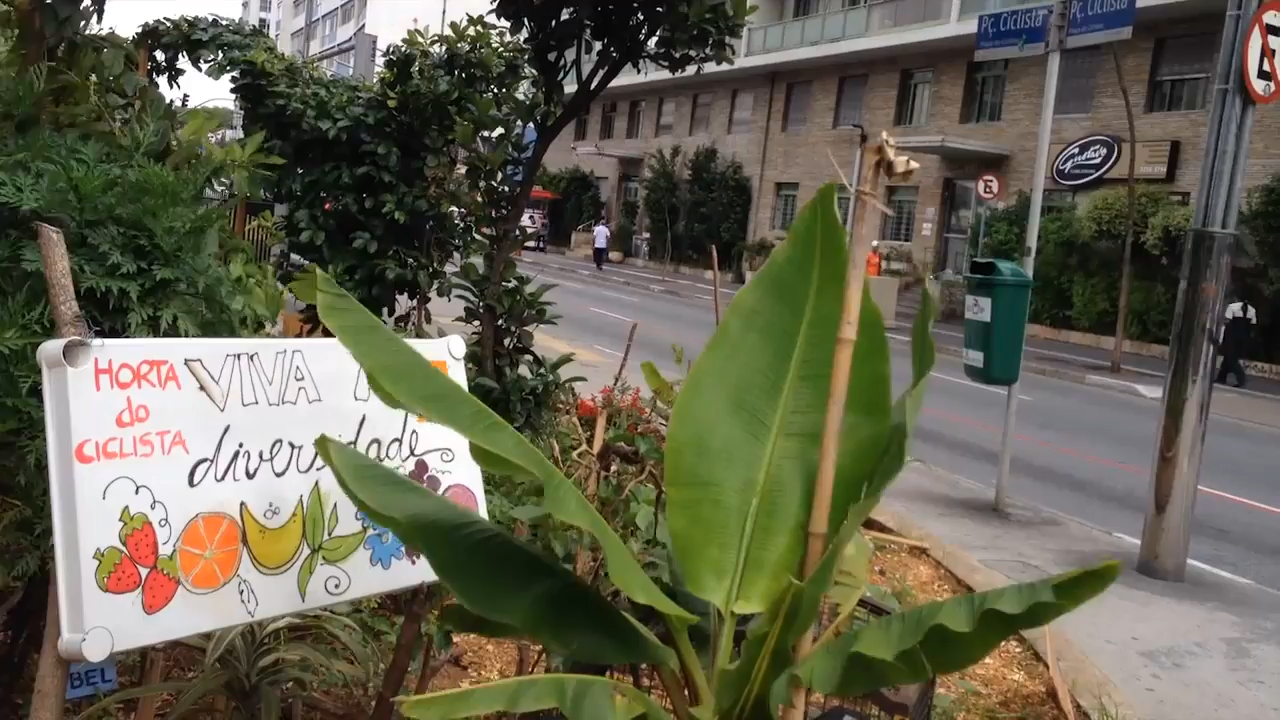 Pç. Ciclista
Pç. Ciclista
E
Gustavo
E
HORTA
do
CICLISTA
VIVA
diversidade
BEL